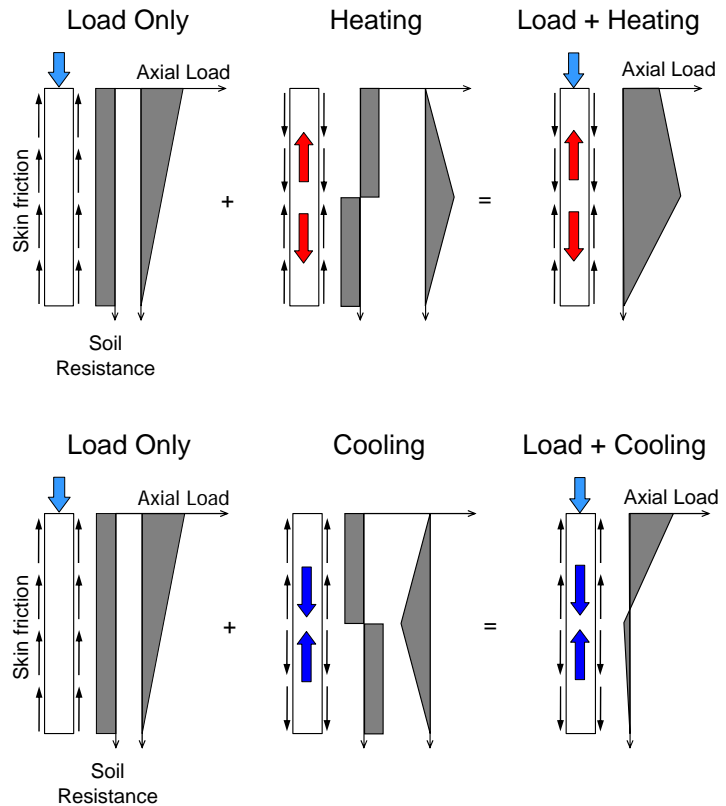 Load Only
Heating
Load + Heating
Axial Load
Axial Load
Skin friction
+
=
Soil
Resistance
Load Only
Cooling
Load + Cooling
Axial Load
Axial Load
Skin friction
+
=
Soil
Resistance